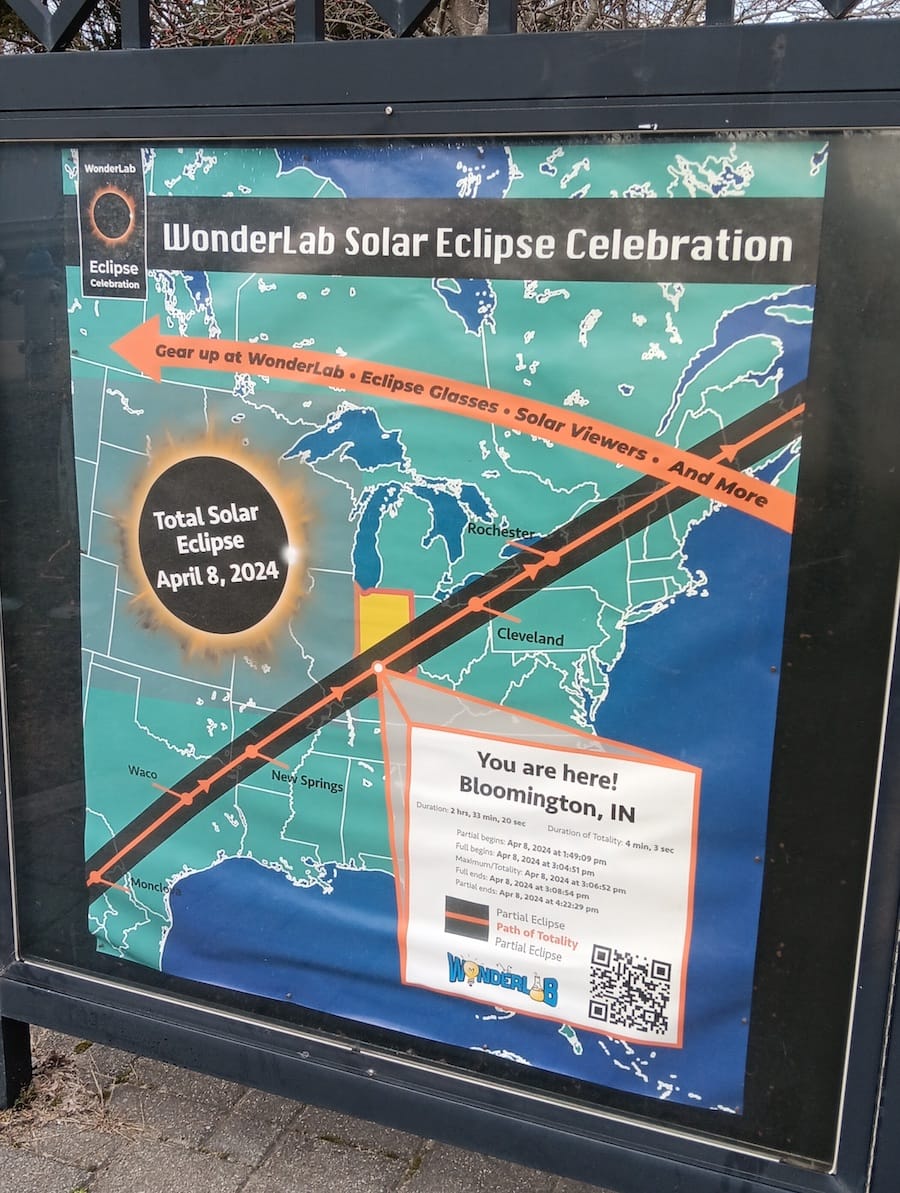 WonderLab
Eclipse
Celebration
WonderLab Solar Eclipse Celebration
Gear up at WonderLab • Eclipse Glasses • Solar Viewers • And More
Total Solar
Eclipse
April 8, 2024
Rochester
Cleveland
Waco
New Springs
Monclova
You are here!
Bloomington, IN
Duration: 2 hrs, 33 min, 20 sec
Duration of Totality: 4 min, 3 sec
Partial begins: Apr 8, 2024 at 1:49:09 pm
Full begins: Apr 8, 2024 at 3:04:51 pm
Maximum/Totality: Apr 8, 2024 at 3:06:52 pm
Full ends: Apr 8, 2024 at 3:08:54 pm
Partial ends: Apr 8, 2024 at 4:22:29 pm
Partial Eclipse
Path of Totality
Partial Eclipse
WONDERLAB